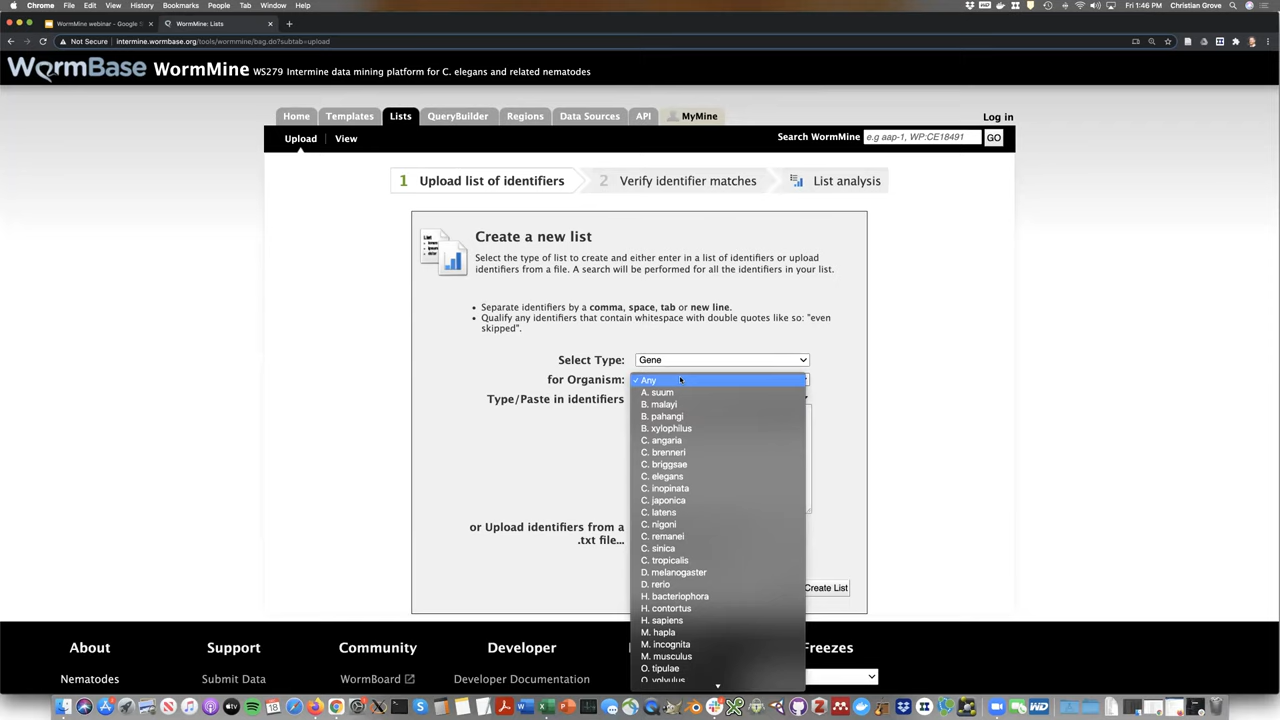 Chrome File Edit View History Bookmarks People Tab Window Help
Fri 1:46 PM Christian Grove
WormMine webinar - Google S
WormMine: Lists
Not Secure intermine.wormbase.org/tools/wormmine/bag.do?subtab=upload
WormBase WormMine WS279 Intermine data mining platform for C. elegans and related nematodes
Home Templates Lists QueryBuilder Regions Data Sources API MyMine
Log in
Upload View
Search WormMine e.g aap-1, WP:CE18491 GO
1 Upload list of identifiers 2 Verify identifier matches List analysis
Create a new list
Select the type of list to create and either enter in a list of identifiers or upload
identifiers from a file. A search will be performed for all the identifiers in your list.
Separate identifiers by a comma, space, tab or new line.
Qualify any identifiers that contain whitespace with double quotes like so: "even
skipped".
Select Type: Gene
for Organism: ✓ Any
A. suum
Type/Paste in identifiers
B. malayi
B. pahangi
B. xylophilus
C. angaria
C. brenneri
C. briggsae
C. elegans
C. inopinata
C. japonica
C. latens
C. nigoni
or Upload identifiers from a
.txt file...
C. remanei
C. sinica
C. tropicalis
D. melanogaster
D. rerio
Create List
H. bacteriophora
H. contortus
H. sapiens
M. hapla
M. incognita
M. musculus
O. tipulae
O. volvulus
About Support Community Developer Freezes
Nematodes Submit Data WormBoard Developer Documentation